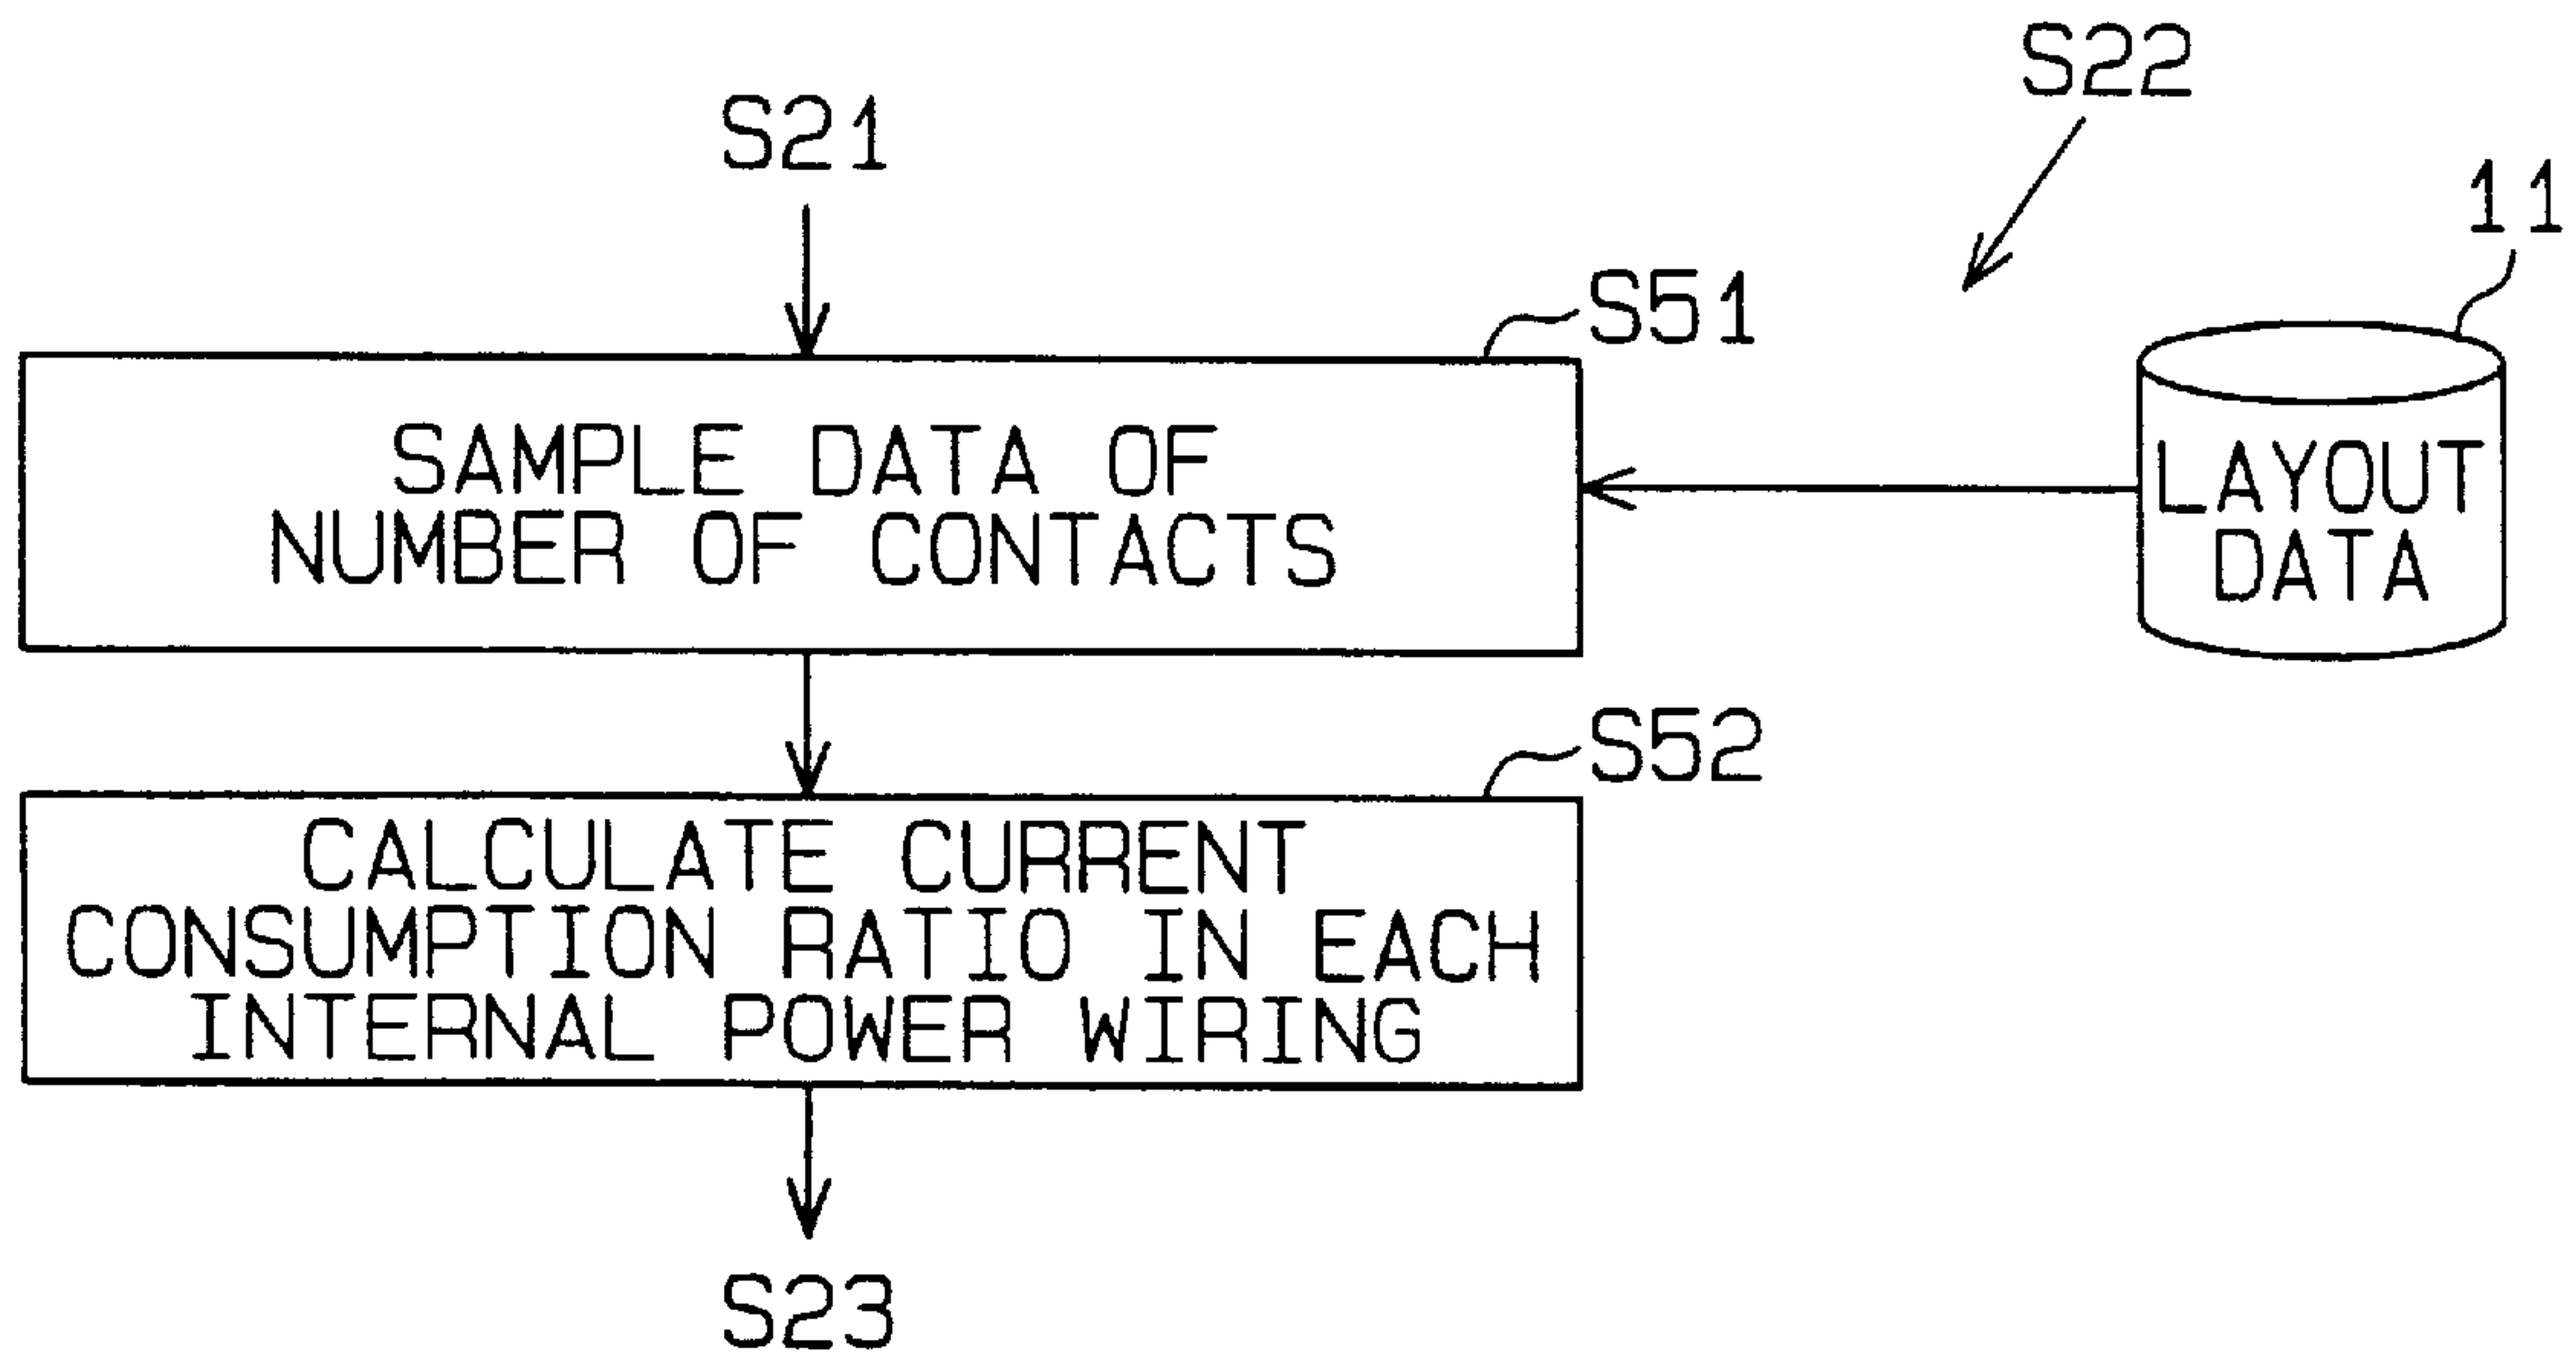 S22
S21
11
S51
SAMPLE DATA OF
NUMBER OF CONTACTS
LAYOUT
DATA
S52
CALCULATE CURRENT
CONSUMPTION RATIO IN EACH
INTERNAL POWER WIRING
S23